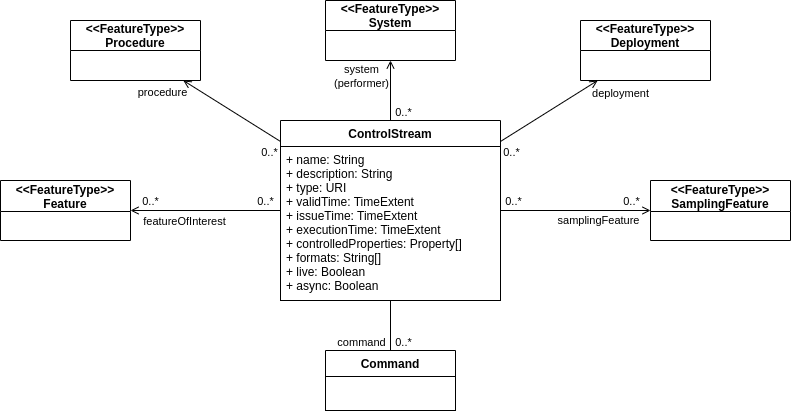 <<FeatureType>>
System
<<FeatureType>>
Procedure
<<FeatureType>>
Deployment
system
(performer)
procedure
deployment
0..*
ControlStream
0..*
0..*
+ name: String
+ description: String
+ type: URI
+ validTime: TimeExtent
+ issueTime: TimeExtent
+ executionTime: TimeExtent
+ controlledProperties: Property[]
+ formats: String[]
+ live: Boolean
+ async: Boolean
<<FeatureType>>
Feature
0..*
0..*
featureOfInterest
0..*
0..*
samplingFeature
<<FeatureType>>
SamplingFeature
command
0..*
Command